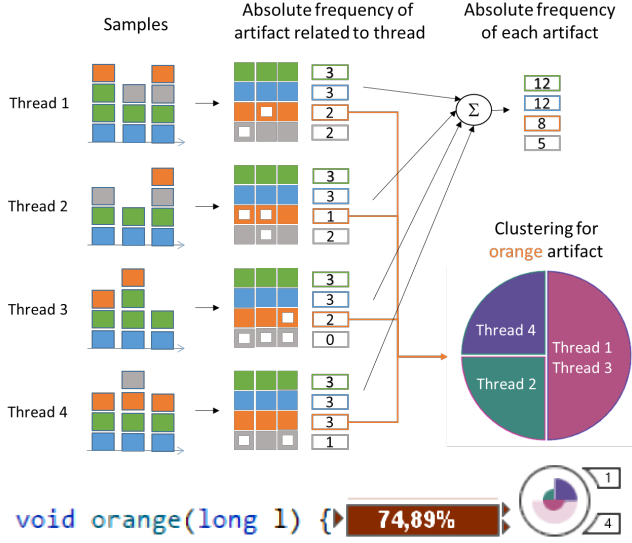 Samples
Absolute frequency of
artifact related to thread
Absolute frequency
of each artifact
Thread 1
3
3
2
2
Σ
12
12
8
5
Thread 2
3
3
1
2
Clustering for
orange artifact
Thread 3
3
3
2
0
Thread 4
Thread 1
Thread 3
Thread 2
Thread 4
3
3
3
1
void orange(long l) {
74,89%
1
4